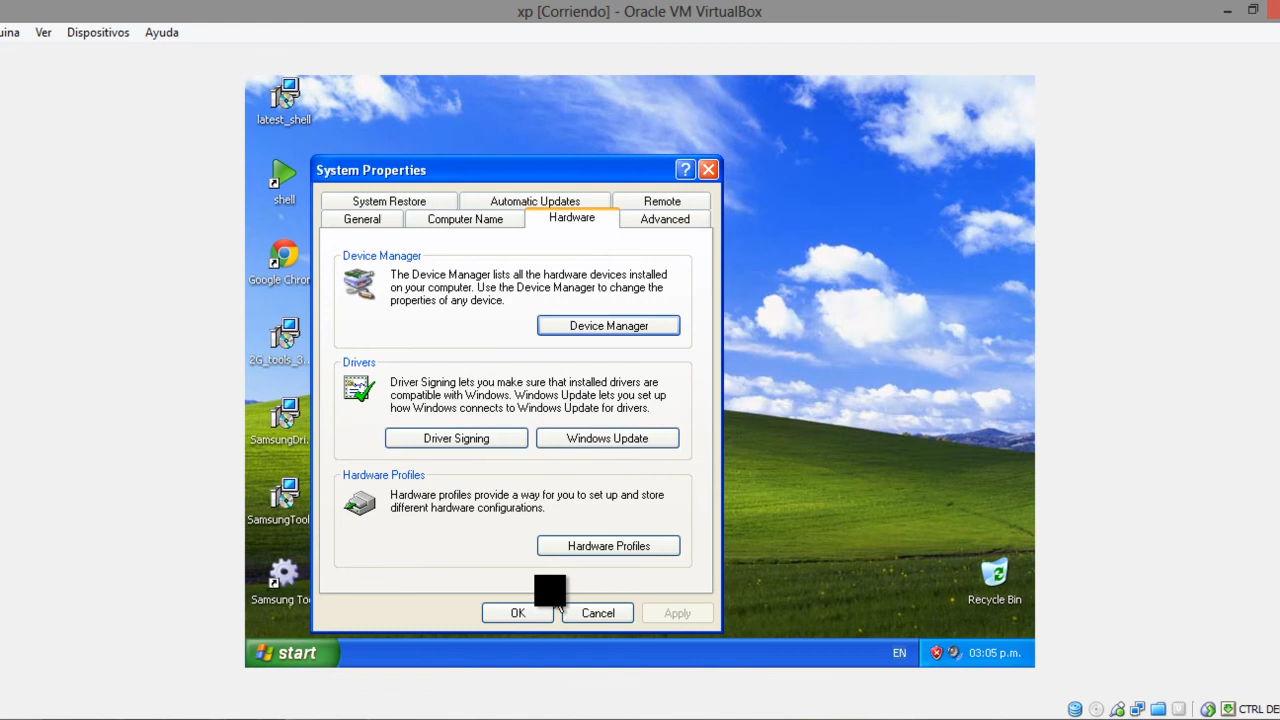 xp [Corriendo] - Oracle VM VirtualBox
uina Ver Dispositivos Ayuda
latest_shell
shell
Google Chror
2G_tools_3...
SamsungDri...
SamsungTool
Samsung To
System Properties
System Restore Automatic Updates Remote
General Computer Name Hardware Advanced
Device Manager
The Device Manager lists all the hardware devices installed
on your computer. Use the Device Manager to change the
properties of any device.
Device Manager
Drivers
Driver Signing lets you make sure that installed drivers are
compatible with Windows. Windows Update lets you set up
how Windows connects to Windows Update for drivers.
Driver Signing Windows Update
Hardware Profiles
Hardware profiles provide a way for you to set up and store
different hardware configurations.
Hardware Profiles
OK Cancel Apply
Recycle Bin
start EN 03:05 p.m.
CTRL DE